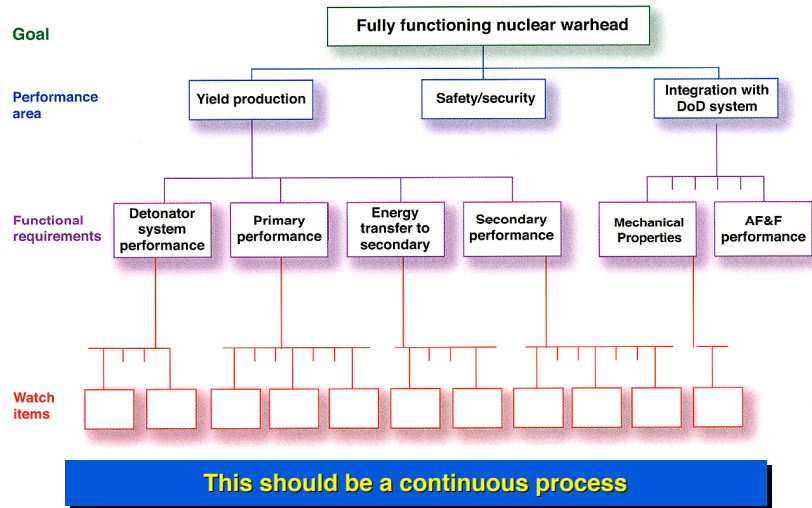 Goal
Fully functioning nuclear warhead
Performance
area
Yield production
Safety/security
Integration with
DoD system
Functional
requirements
Detonator
system
performance
Primary
performance
Energy
transfer to
secondary
Secondary
performance
Mechanical
Properties
AF&F
performance
Watch
items
This should be a continuous process